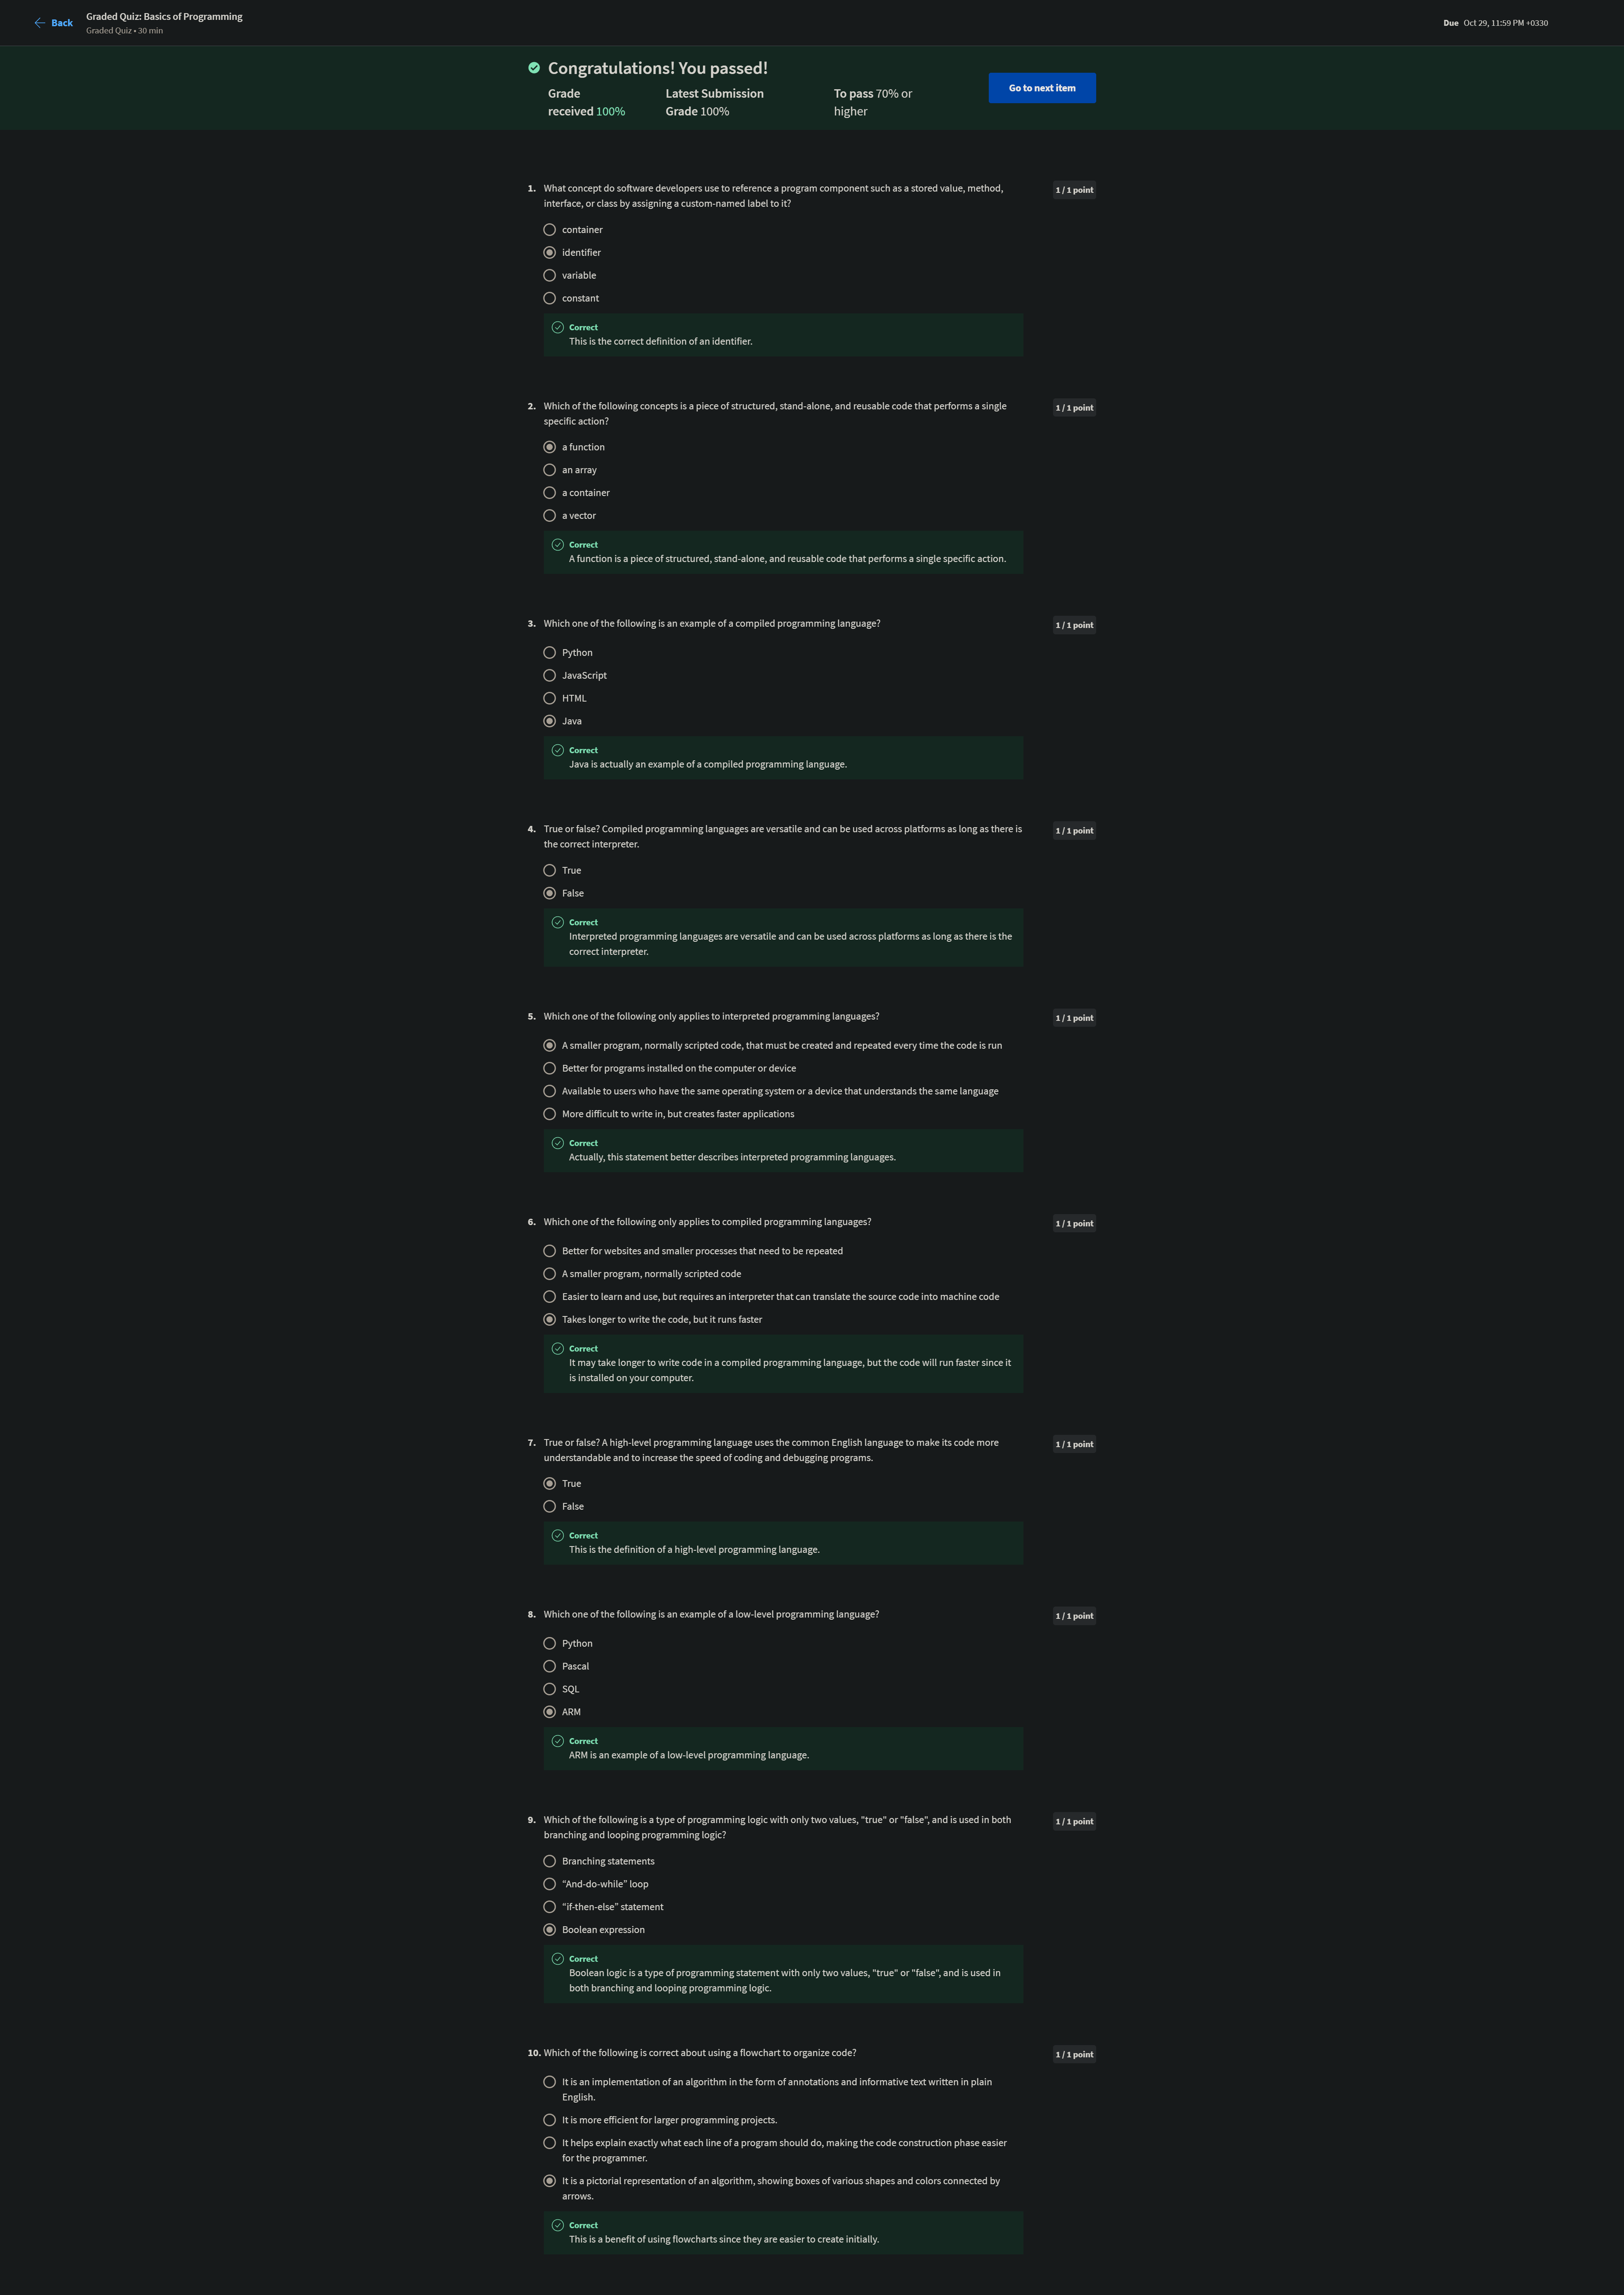 Back
Graded Quiz: Basics of Programming
Graded Quiz • 30 min
Due Oct 29, 11:59 PM +0330
Congratulations! You passed!
Grade
received 100%
Latest Submission
Grade 100%
To pass 70% or
higher
Go to next item
1. What concept do software developers use to reference a program component such as a stored value, method,
interface, or class by assigning a custom-named label to it?
1 / 1 point
container
identifier
variable
constant
Correct
This is the correct definition of an identifier.
2. Which of the following concepts is a piece of structured, stand-alone, and reusable code that performs a single
specific action?
1 / 1 point
a function
an array
a container
a vector
Correct
A function is a piece of structured, stand-alone, and reusable code that performs a single specific action.
3. Which one of the following is an example of a compiled programming language?
1 / 1 point
Python
JavaScript
HTML
Java
Correct
Java is actually an example of a compiled programming language.
4. True or false? Compiled programming languages are versatile and can be used across platforms as long as there is
the correct interpreter.
1 / 1 point
True
False
Correct
Interpreted programming languages are versatile and can be used across platforms as long as there is the
correct interpreter.
5. Which one of the following only applies to interpreted programming languages?
1 / 1 point
A smaller program, normally scripted code, that must be created and repeated every time the code is run
Better for programs installed on the computer or device
Available to users who have the same operating system or a device that understands the same language
More difficult to write in, but creates faster applications
Correct
Actually, this statement better describes interpreted programming languages.
6. Which one of the following only applies to compiled programming languages?
1 / 1 point
Better for websites and smaller processes that need to be repeated
A smaller program, normally scripted code
Easier to learn and use, but requires an interpreter that can translate the source code into machine code
Takes longer to write the code, but it runs faster
Correct
It may take longer to write code in a compiled programming language, but the code will run faster since it
is installed on your computer.
7. True or false? A high-level programming language uses the common English language to make its code more
understandable and to increase the speed of coding and debugging programs.
1 / 1 point
True
False
Correct
This is the definition of a high-level programming language.
8. Which one of the following is an example of a low-level programming language?
1 / 1 point
Python
Pascal
SQL
ARM
Correct
ARM is an example of a low-level programming language.
9. Which of the following is a type of programming logic with only two values, "true" or "false", and is used in both
branching and looping programming logic?
1 / 1 point
Branching statements
“And-do-while” loop
“if-then-else” statement
Boolean expression
Correct
Boolean logic is a type of programming statement with only two values, "true" or "false", and is used in
both branching and looping programming logic.
10. Which of the following is correct about using a flowchart to organize code?
1 / 1 point
It is an implementation of an algorithm in the form of annotations and informative text written in plain
English.
It is more efficient for larger programming projects.
It helps explain exactly what each line of a program should do, making the code construction phase easier
for the programmer.
It is a pictorial representation of an algorithm, showing boxes of various shapes and colors connected by
arrows.
Correct
This is a benefit of using flowcharts since they are easier to create initially.